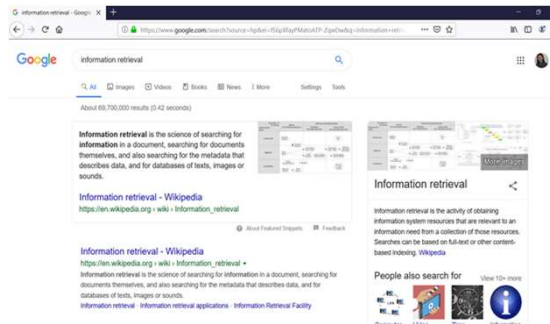 information retrieval - Google
https://www.google.com/search?source=hp&ei=
Google
information retrieval
All Images Videos Books News More Settings Tools
About 69,700,000 results (0.42 seconds)
Information retrieval is the science of searching for
information in a document, searching for documents
themselves, and also searching for the metadata that
describes data, and for databases of texts, images or
sounds.
Information retrieval - Wikipedia
https://en.wikipedia.org › wiki › Information_retrieval
About Featured Snippets Feedback
Information retrieval - Wikipedia
https://en.wikipedia.org › wiki › Information_retrieval
Information retrieval is the science of searching for information in a document, searching for
documents themselves, and also searching for the metadata that describes data, and for
databases of texts, images or sounds.
Information retrieval · Information retrieval applications · Information Retrieval Facility
More images
Information retrieval
Information retrieval is the activity of obtaining
information system resources that are relevant to an
information need from a collection of those resources.
Searches can be based on full-text or other content-
based indexing. Wikipedia
People also search for View 10+ more